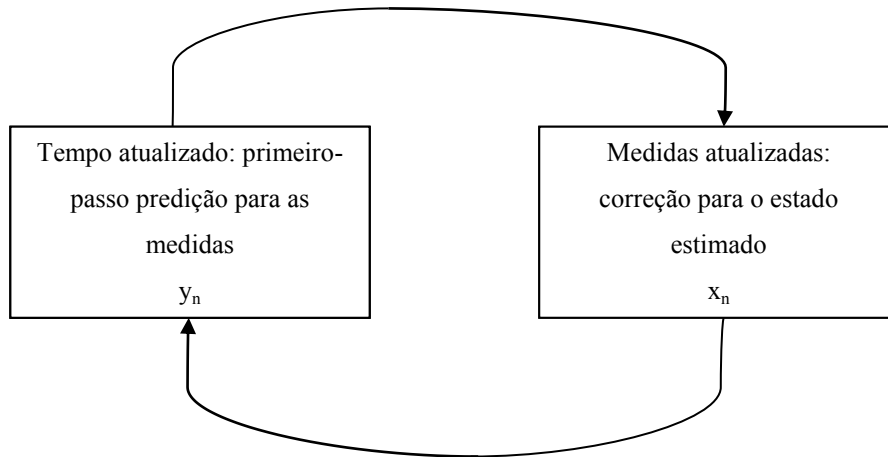 Tempo atualizado: primeiro-
passo predição para as
medidas
yn
Medidas atualizadas:
correção para o estado
estimado
xn